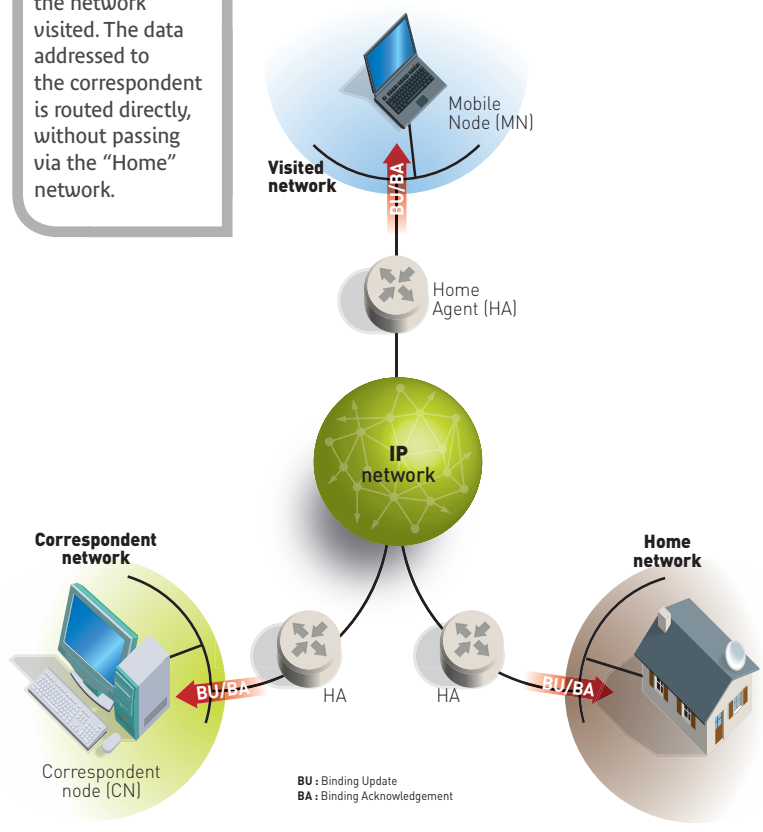 the network
visited. The data
addressed to
the correspondent
is routed directly,
without passing
via the “Home”
network.
Mobile
Node (MN)
Visited
network
BU/BA
Home
Agent (HA)
IP
network
Correspondent
network
Home
network
BU/BA
HA
HA
BU/BA
Correspondent
node (CN)
BU : Binding Update
BA : Binding Acknowledgement